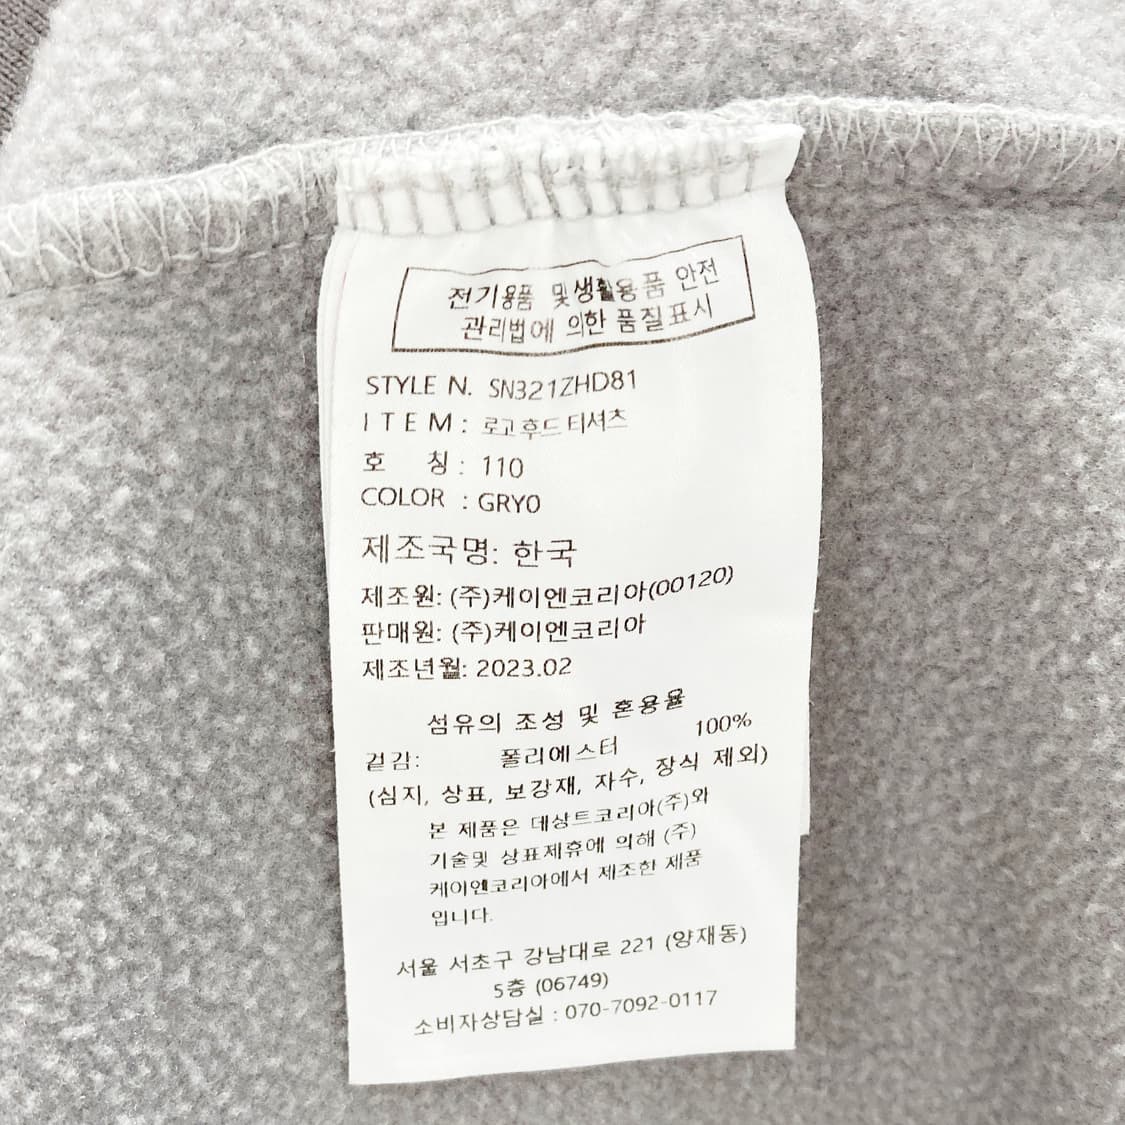 전기용품 및생활용품 안전
관리법에 의한 품질표시
STYLE N. SN321ZHD81
ITEM : 로고후드티셔츠
호 칭 : 110
COLOR : GRY0
제조국명: 한국
제조원: (주)케이엔코리아(00120)
판매원: (주)케이엔코리아
제조년월: 2023.02
섬유의 조성 및 혼용율
겉감: 폴리에스터 100%
(심지, 상표, 보강재, 자수, 장식 제외)
본 제품은 데상트코리아(주)와
기술및 상표제휴에 의해 (주)
케이엔코리아에서 제조한 제품
입니다.
서울 서초구 강남대로 221 (양재동)
5층 (06749)
소비자상담실 : 070-7092-0117